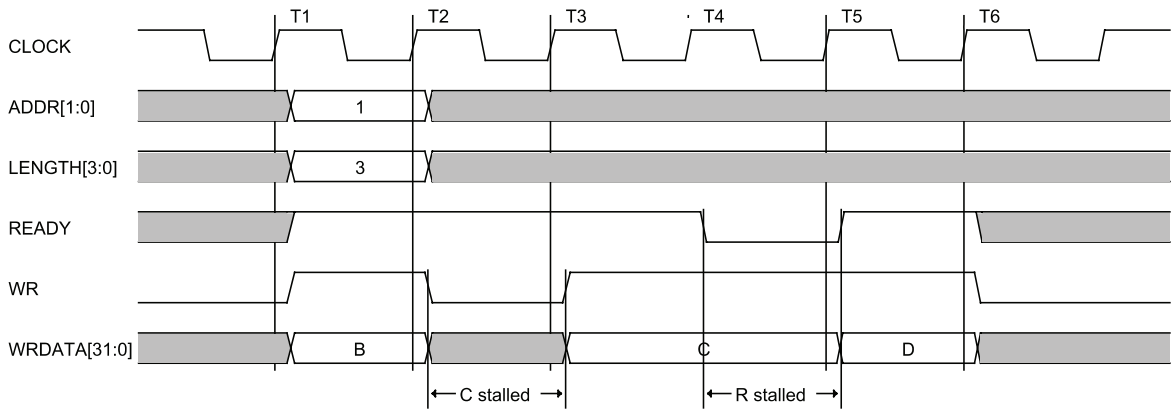 T1 T2 T3 T4 T5 T6
CLOCK
ADDR[1:0] 1
LENGTH[3:0] 3
READY
WR
WRDATA[31:0] B C D
C stalled R stalled